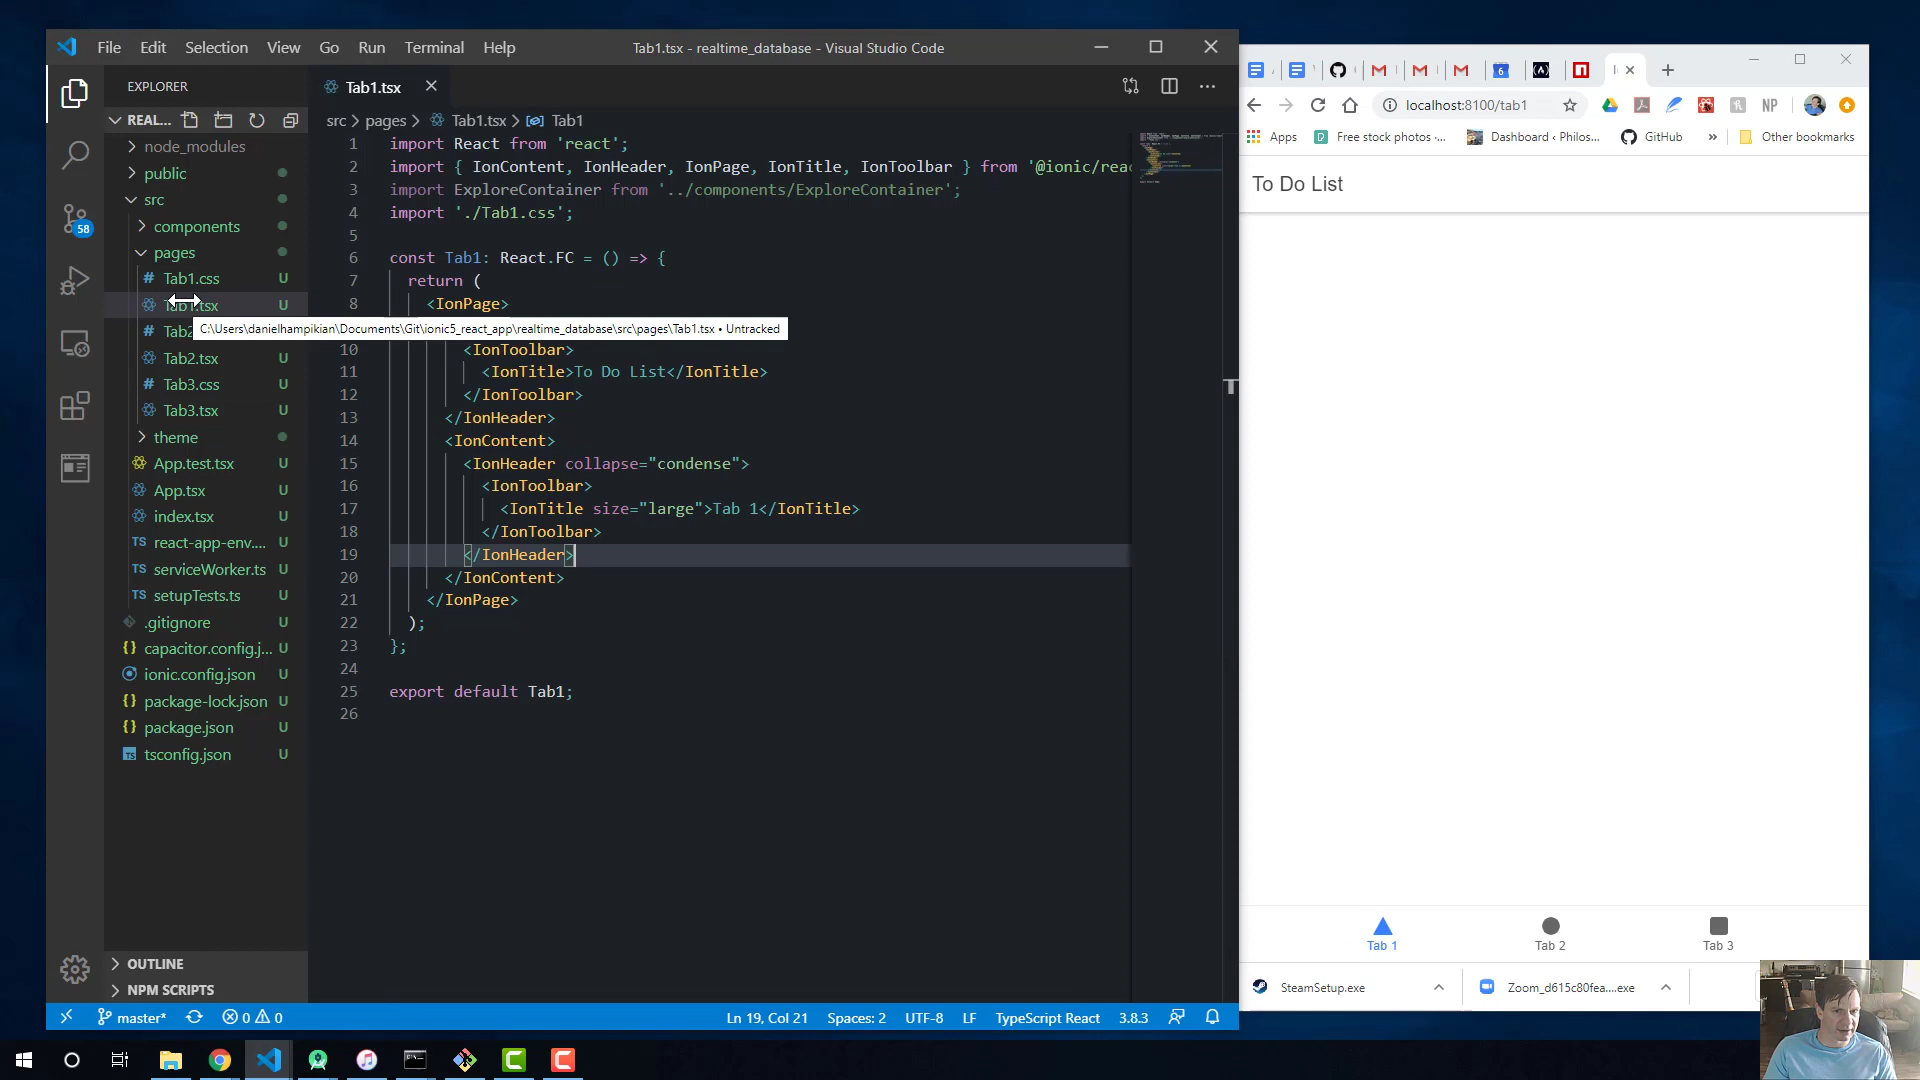 File Edit Selection View Go Run Terminal Help
Tab1.tsx - realtime_database - Visual Studio Code
EXPLORER
REAL...
node_modules
public
src
components
pages
Tab1.css U
Tab1.tsx U
Tab2
Tab2.tsx U
Tab3.css U
Tab3.tsx U
theme
App.test.tsx U
App.tsx U
index.tsx U
react-app-env.... U
serviceWorker.ts U
setupTests.ts U
.gitignore U
capacitor.config.j... U
ionic.config.json U
package-lock.json U
package.json U
tsconfig.json U
OUTLINE
NPM SCRIPTS
58
Tab1.tsx
src > pages > Tab1.tsx > Tab1
1 import React from 'react';
2 import { IonContent, IonHeader, IonPage, IonTitle, IonToolbar } from '@ionic/reac
3 import ExploreContainer from '../components/ExploreContainer';
4 import './Tab1.css';
5
6 const Tab1: React.FC = () => {
7 return (
8 <IonPage>
C:\Users\danielhampikian\Documents\Git\ionic5_react_app\realtime_database\src\pages\Tab1.tsx • Untracked
10 <IonToolbar>
11 <IonTitle>To Do List</IonTitle>
12 </IonToolbar>
13 </IonHeader>
14 <IonContent>
15 <IonHeader collapse="condense">
16 <IonToolbar>
17 <IonTitle size="large">Tab 1</IonTitle>
18 </IonToolbar>
19 </IonHeader>
20 </IonContent>
21 </IonPage>
22 );
23 };
24
25 export default Tab1;
26
master* 0 0
Ln 19, Col 21 Spaces: 2 UTF-8 LF TypeScript React 3.8.3
localhost:8100/tab1
NP
Apps Free stock photos ·... Dashboard ‹ Philos... GitHub » Other bookmarks
To Do List
Tab 1 Tab 2 Tab 3
SteamSetup.exe
Zoom_d615c80fea....exe